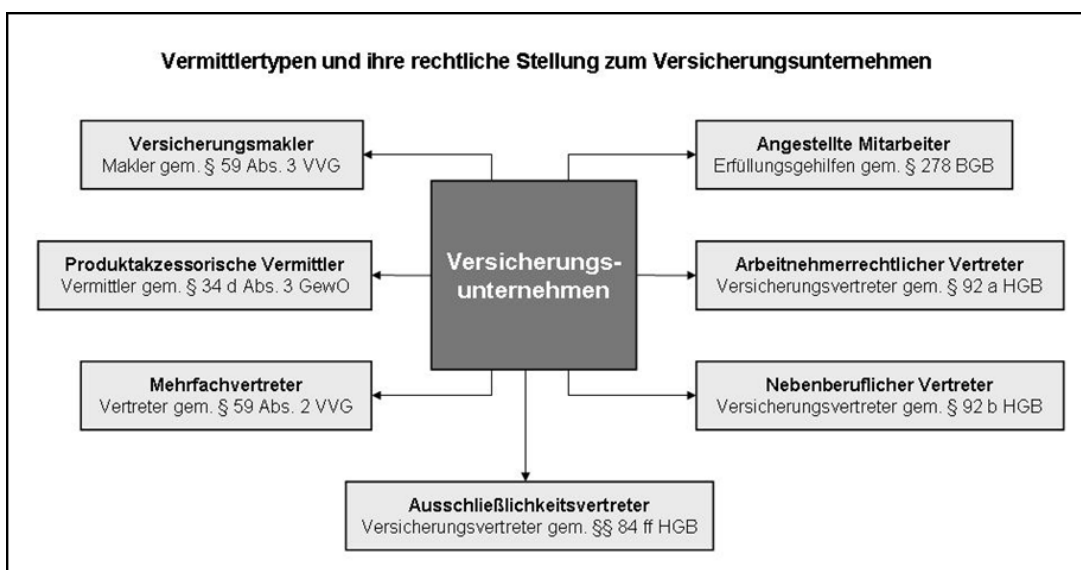 Vermittlertypen und ihre rechtliche Stellung zum Versicherungsunternehmen
Versicherungsmakler
Makler gem. § 59 Abs. 3 VVG
Angestellte Mitarbeiter
Erfüllungsgehilfen gem. § 278 BGB
Produktakzessorische Vermittler
Vermittler gem. § 34 d Abs. 3 GewO
Versicherungs-
unternehmen
Arbeitnehmerrechtlicher Vertreter
Versicherungsvertreter gem. § 92 a HGB
Mehrfachvertreter
Vertreter gem. § 59 Abs. 2 VVG
Nebenberuflicher Vertreter
Versicherungsvertreter gem. § 92 b HGB
Ausschließlichkeitsvertreter
Versicherungsvertreter gem. §§ 84 ff HGB